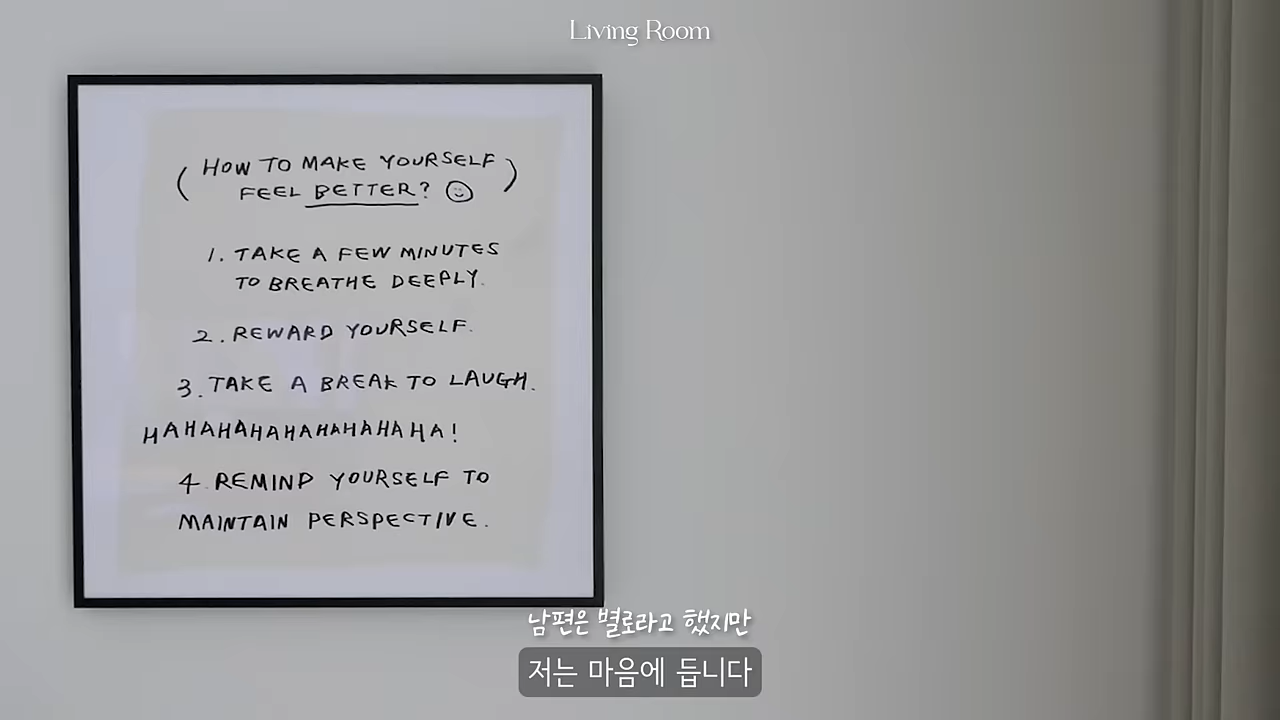 Living Room
( HOW TO MAKE YOURSELF
FEEL BETTER? )
1. TAKE A FEW MINUTES
TO BREATHE DEEPLY.
2. REWARD YOURSELF.
3. TAKE A BREAK TO LAUGH.
HAHAHAHAHAHAHAHAHA!
4. REMIND YOURSELF TO
MAINTAIN PERSPECTIVE.
남편은 별로라고 했지만
저는 마음에 듭니다